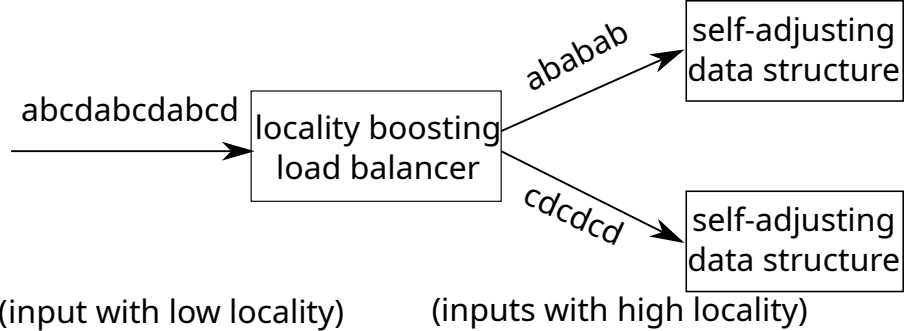 abcdabcdabcd
locality boosting
load balancer
ababab
cdcdcd
self-adjusting
data structure
self-adjusting
data structure
(input with low locality)
(inputs with high locality)